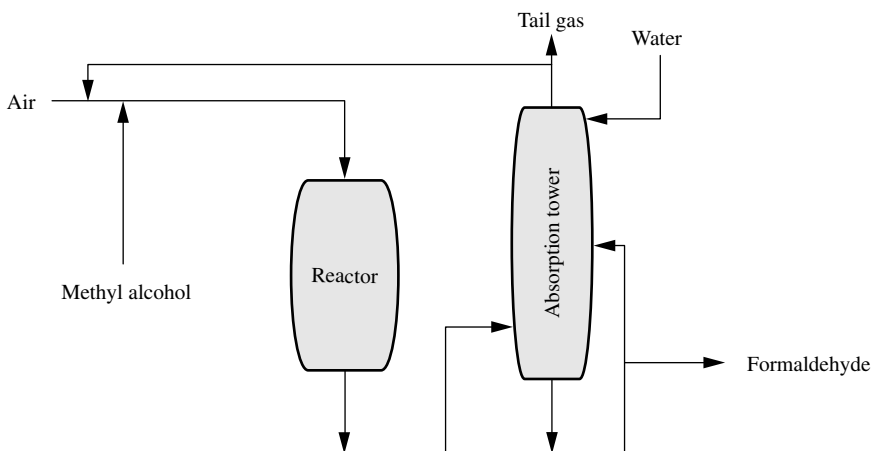 Tail gas
Water
Air
Methyl alcohol
Reactor
Absorption tower
Formaldehyde